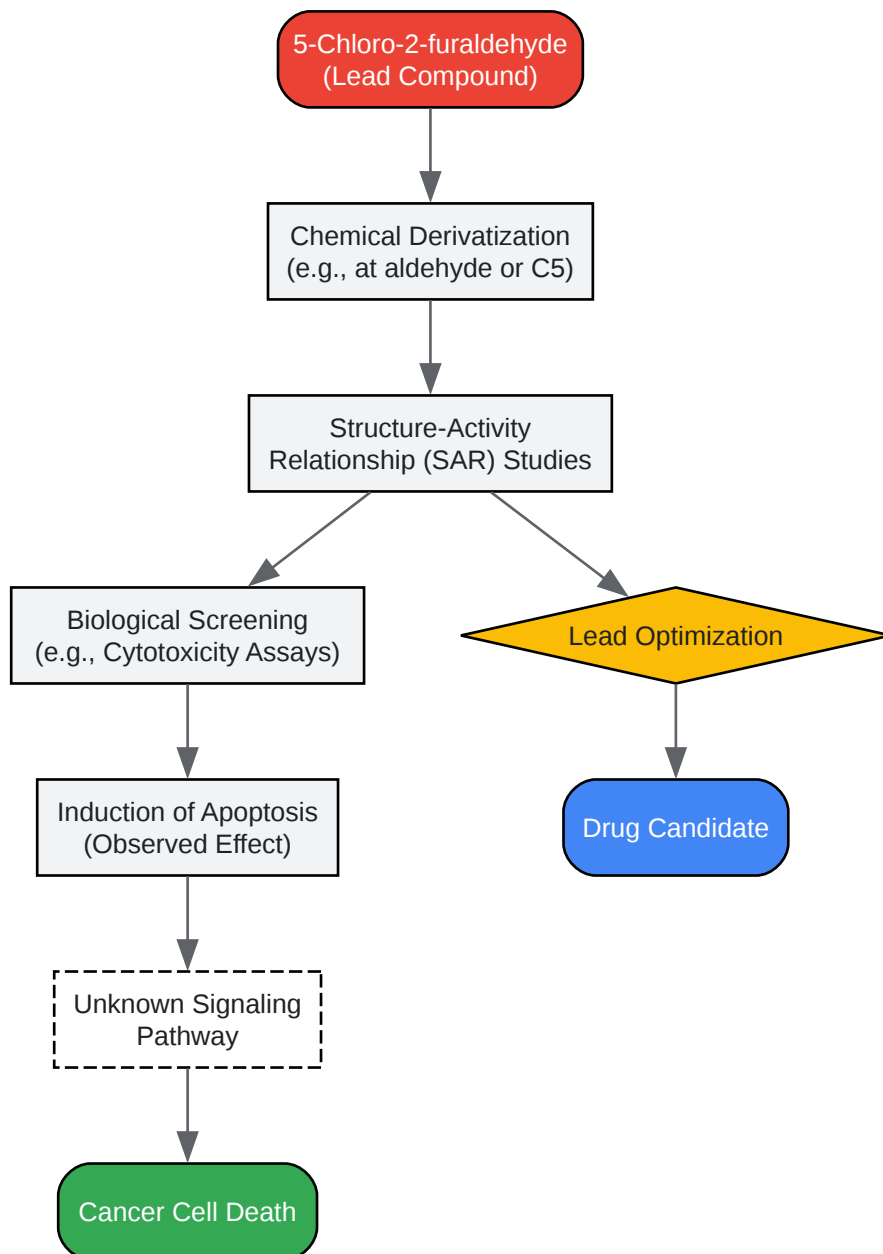 5-Chloro-2-furaldehyde
(Lead Compound)
Chemical Derivatization
(e.g., at aldehyde or C5)
Structure-Activity
Relationship (SAR) Studies
Biological Screening
(e.g., Cytotoxicity Assays)
Lead Optimization
Induction of Apoptosis
(Observed Effect)
Drug Candidate
Unknown Signaling
Pathway
Cancer Cell Death